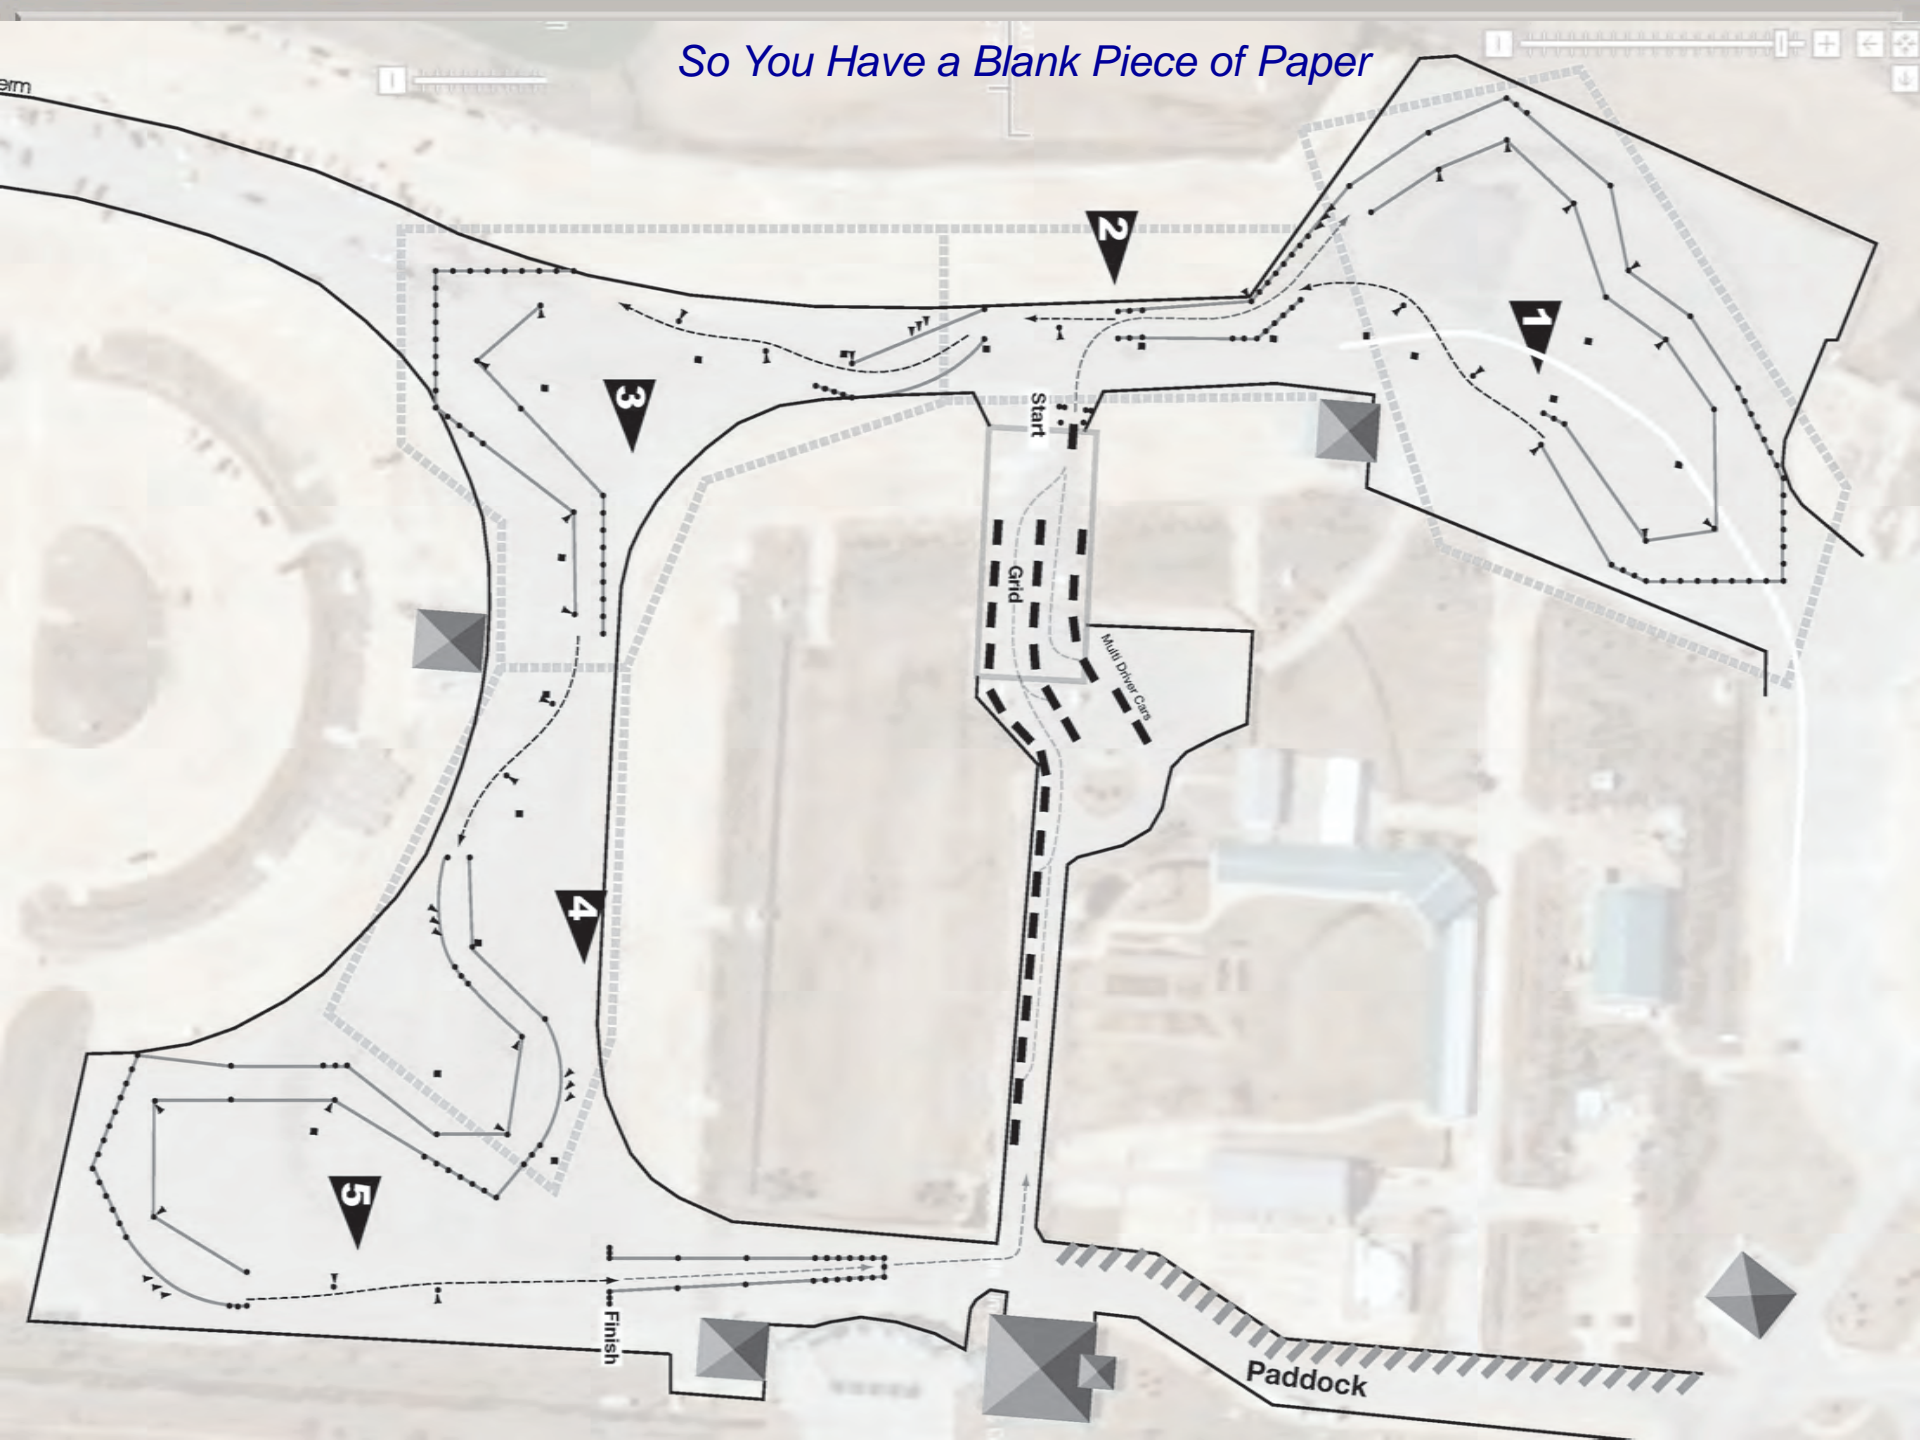 So You Have a Blank Piece of Paper
erm
2
1
3
Start
Grid
Multi Driver Cars
4
5
Finish
Paddock